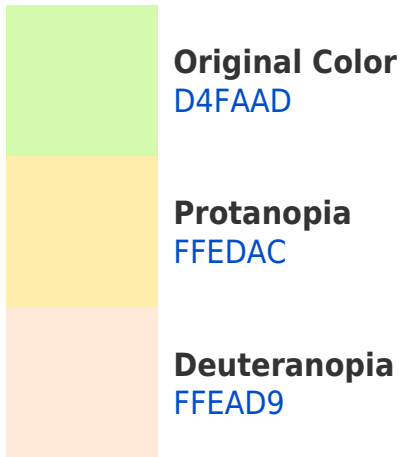 Original Color
D4FAAD
Protanopia
FFEDAC
Deuteranopia
FFEAD9